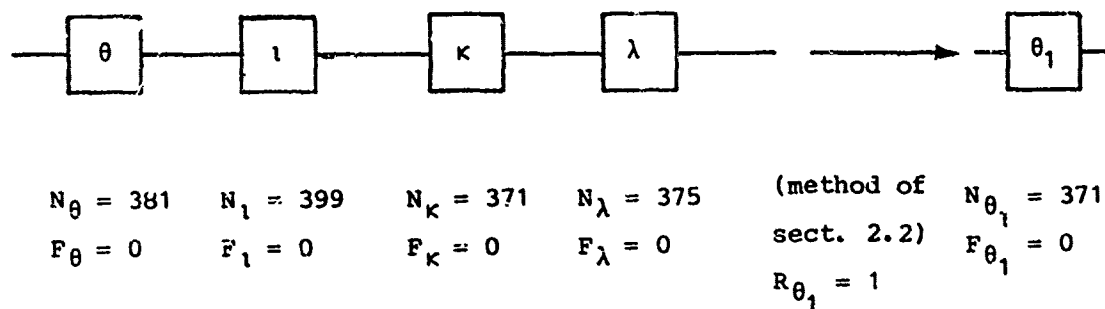 θ ι κ λ θ₁
N_θ = 381 N_ι = 399 N_κ = 371 N_λ = 375 (method of N_θ₁ = 371
F_θ = 0 F_ι = 0 F_κ = 0 F_λ = 0 sect. 2.2) F_θ₁ = 0
R_θ₁ = 1